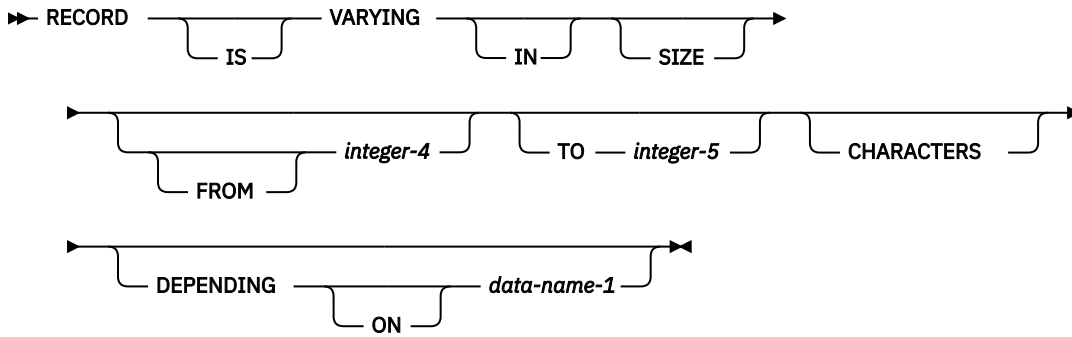 RECORD VARYING
IS IN SIZE
integer-4 TO integer-5 CHARACTERS
FROM
DEPENDING data-name-1
ON